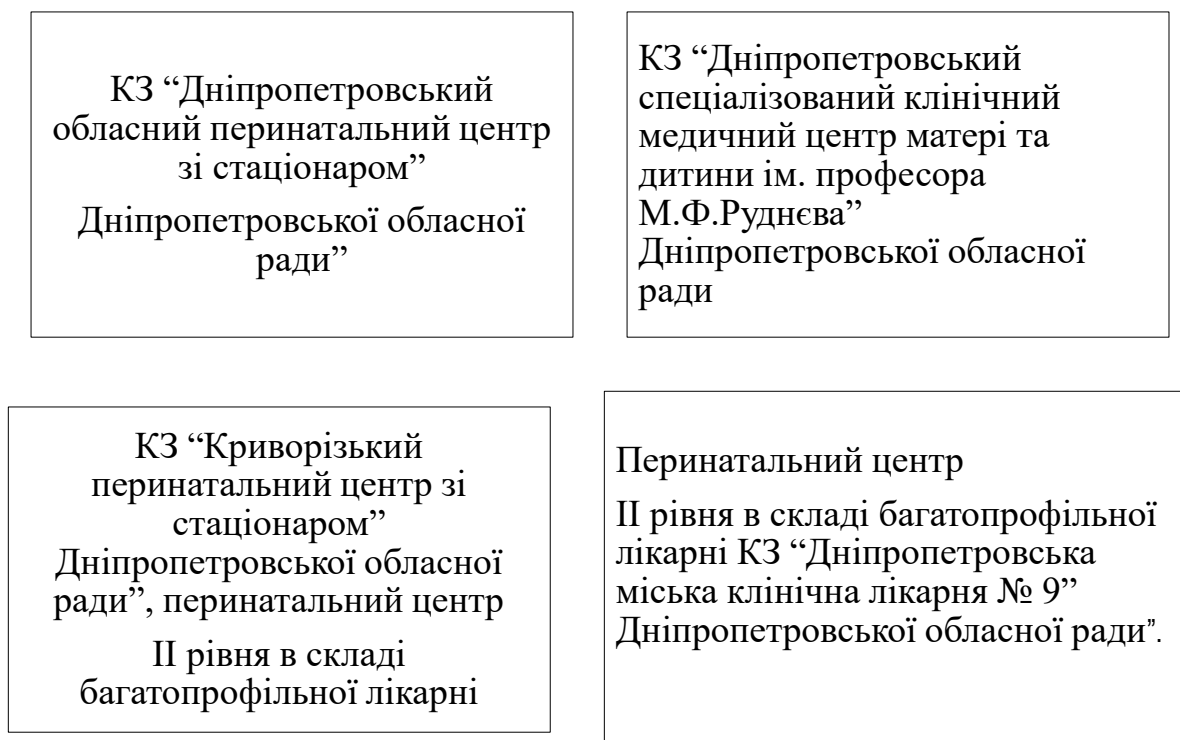 КЗ “Дніпропетровський
обласний перинатальний центр
зі стаціонаром”
Дніпропетровської обласної
ради”
КЗ “Дніпропетровський
спеціалізований клінічний
медичний центр матері та
дитини ім. професора
М.Ф.Руднєва”
Дніпропетровської обласної
ради
КЗ “Криворізький
перинатальний центр зі
стаціонаром”
Дніпропетровської обласної
ради”, перинатальний центр
ІІ рівня в складі
багатопрофільної лікарні
Перинатальний центр
ІІ рівня в складі багатопрофільної
лікарні КЗ “Дніпропетровська
міська клінічна лікарня № 9”
Дніпропетровської обласної ради”.